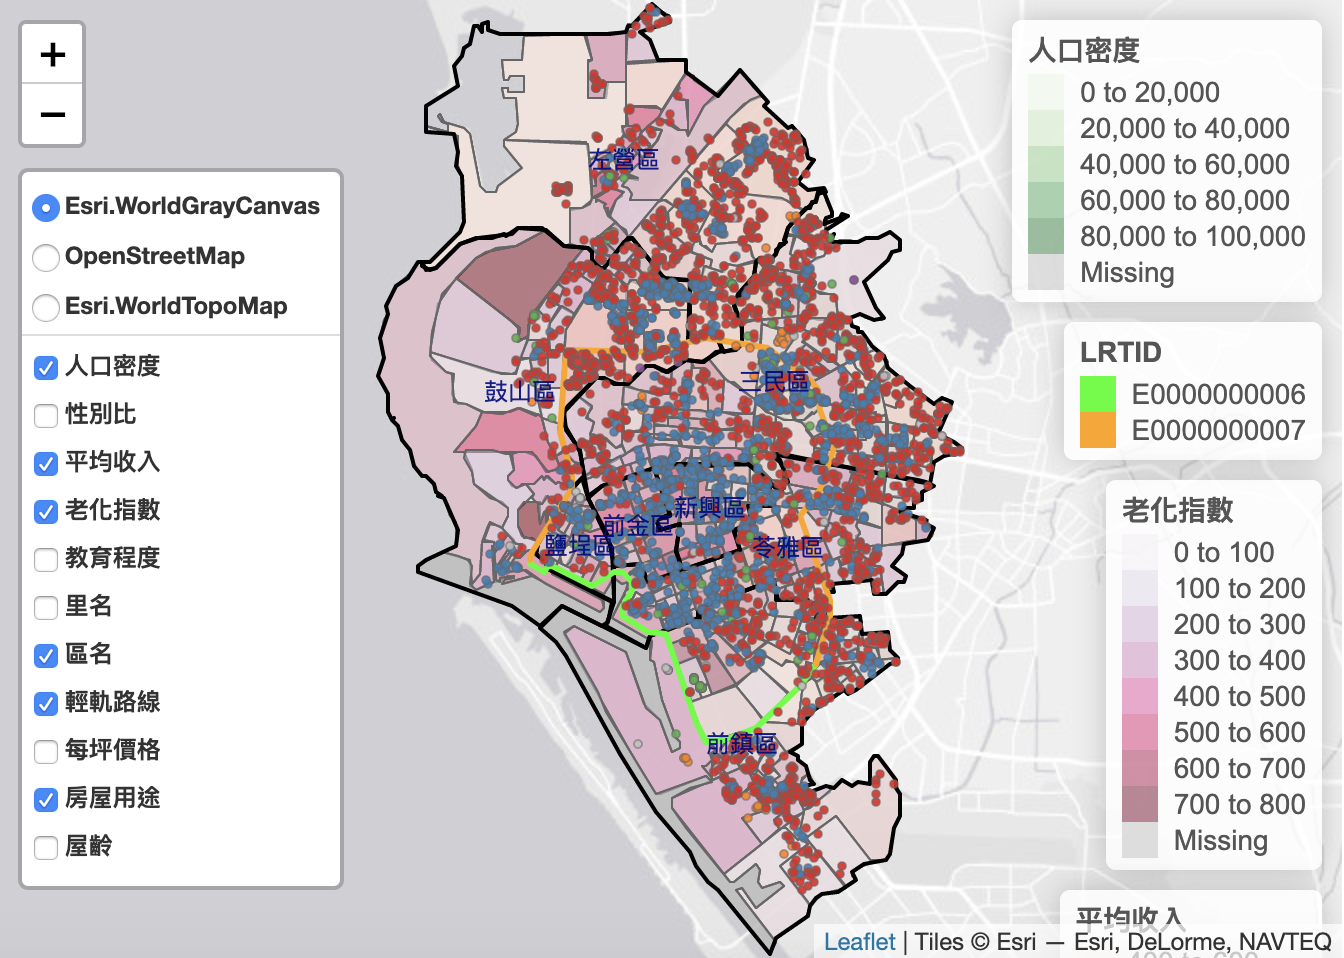 +
−
Esri.WorldGrayCanvas
OpenStreetMap
Esri.WorldTopoMap
人口密度
性別比
平均收入
老化指數
教育程度
里名
區名
輕軌路線
每坪價格
房屋用途
屋齡
左營區
鼓山區
三民區
新興區
前金區
鹽埕區
苓雅區
前鎮區
人口密度
0 to 20,000
20,000 to 40,000
40,000 to 60,000
60,000 to 80,000
80,000 to 100,000
Missing
LRTID
E0000000006
E0000000007
老化指數
0 to 100
100 to 200
200 to 300
300 to 400
400 to 500
500 to 600
600 to 700
700 to 800
Missing
平均收入
Leaflet | Tiles © Esri — Esri, DeLorme, NAVTEQ